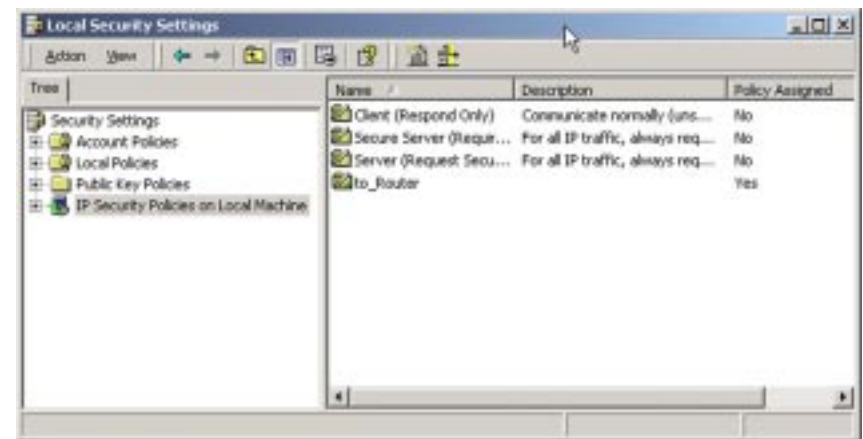 Local Security Settings
Action View
Tree
Security Settings
Account Policies
Local Policies
Public Key Policies
IP Security Policies on Local Machine
Name Description Policy Assigned
Client (Respond Only) Communicate normally (uns... No
Secure Server (Requir... For all IP traffic, always req... No
Server (Request Secu... For all IP traffic, always req... No
to_Router Yes